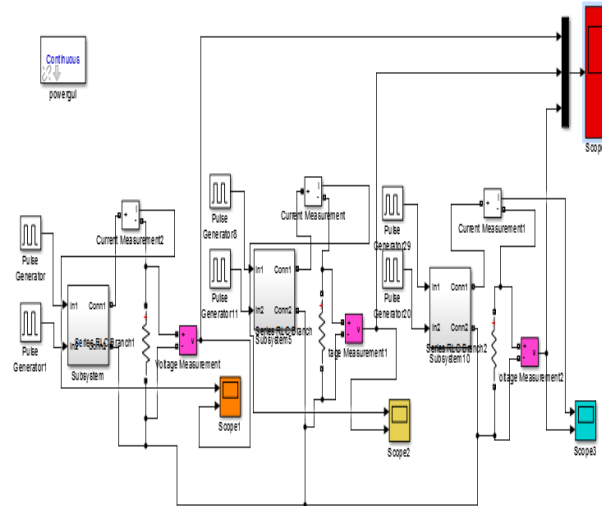 Continuous
powergui
Scope
Pulse
Generator
Pulse
Generator1
In1
In2
Conn1
Conn2
Subsystem
Series RLC Branch1
Current Measurement2
Voltage Measurement
Scope1
Pulse
Generator8
Pulse
Generator11
In1
In2
Conn1
Conn2
Series RLC Branch
Subsystem5
Current Measurement
tage Measurement1
Scope2
Pulse
Generator29
Pulse
Generator20
In1
In2
Conn1
Conn2
Series RLC Branch2
Subsystem10
Current Measurement1
oltage Measurement2
Scope3